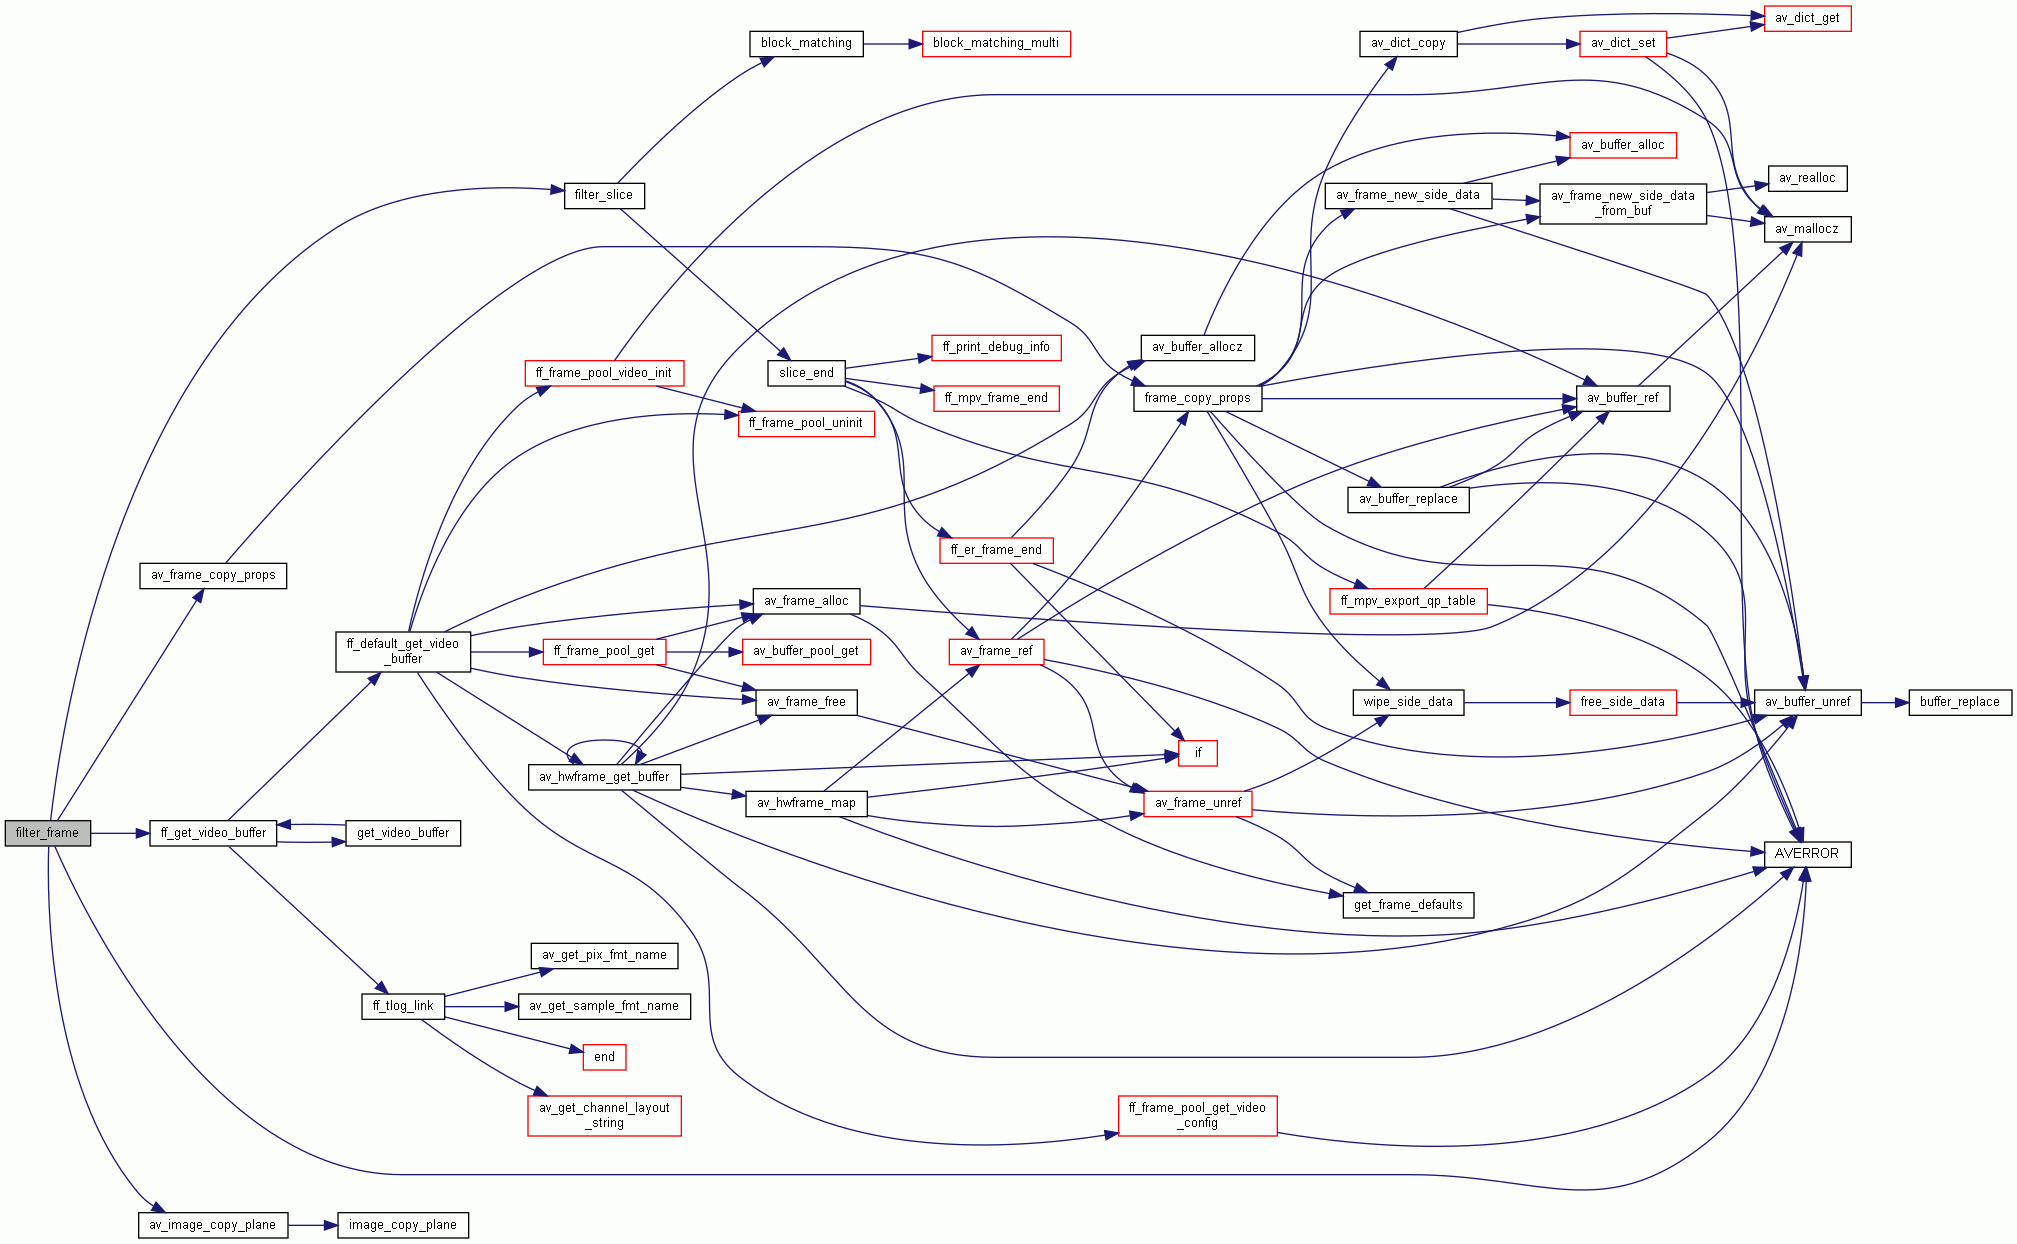 av_dict_get
block_matching
block_matching_multi
av_dict_copy
av_dict_set
av_buffer_alloc
av_realloc
filter_slice
av_frame_new_side_data
av_frame_new_side_data
_from_buf
av_mallocz
ff_print_debug_info
av_buffer_allocz
ff_frame_pool_video_init
slice_end
ff_mpv_frame_end
frame_copy_props
av_buffer_ref
ff_frame_pool_uninit
av_buffer_replace
ff_er_frame_end
av_frame_copy_props
av_frame_alloc
ff_mpv_export_qp_table
ff_default_get_video
_buffer
ff_frame_pool_get
av_buffer_pool_get
av_frame_ref
av_frame_free
wipe_side_data
free_side_data
av_buffer_unref
buffer_replace
if
av_hwframe_get_buffer
av_hwframe_map
av_frame_unref
filter_frame
ff_get_video_buffer
get_video_buffer
AVERROR
get_frame_defaults
av_get_pix_fmt_name
ff_tlog_link
av_get_sample_fmt_name
end
av_get_channel_layout
_string
ff_frame_pool_get_video
_config
av_image_copy_plane
image_copy_plane